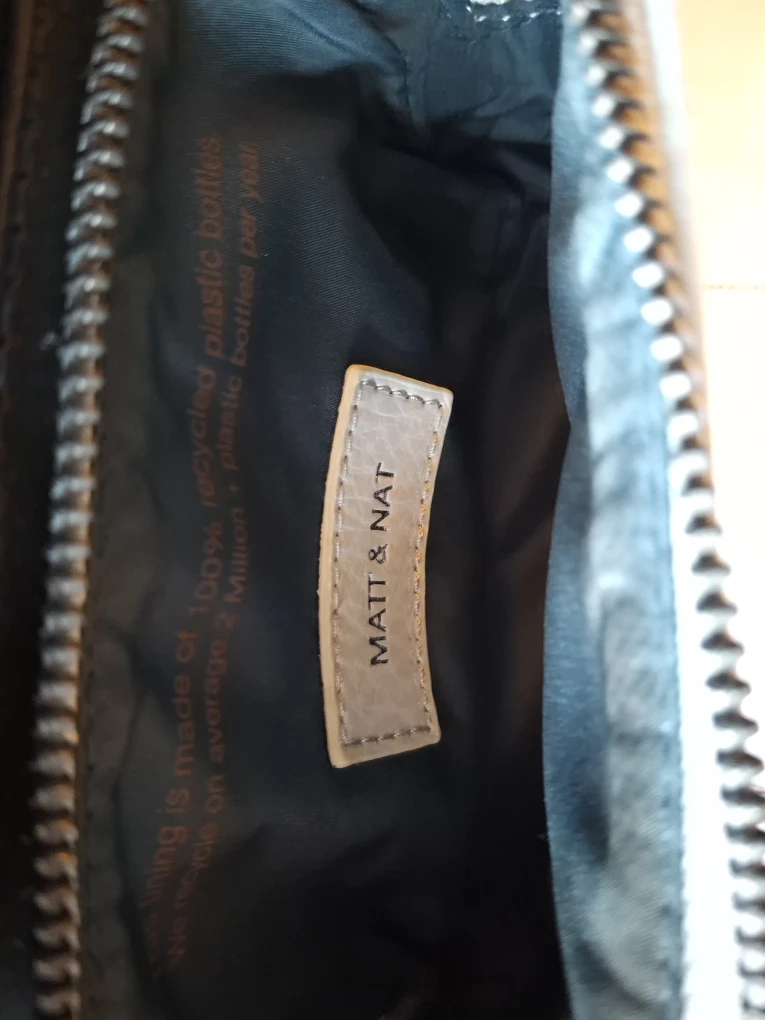 This lining is made of 100% recycled plastic bottles
We recycle on average 2 Million + plastic bottles per year.
MATT & NAT